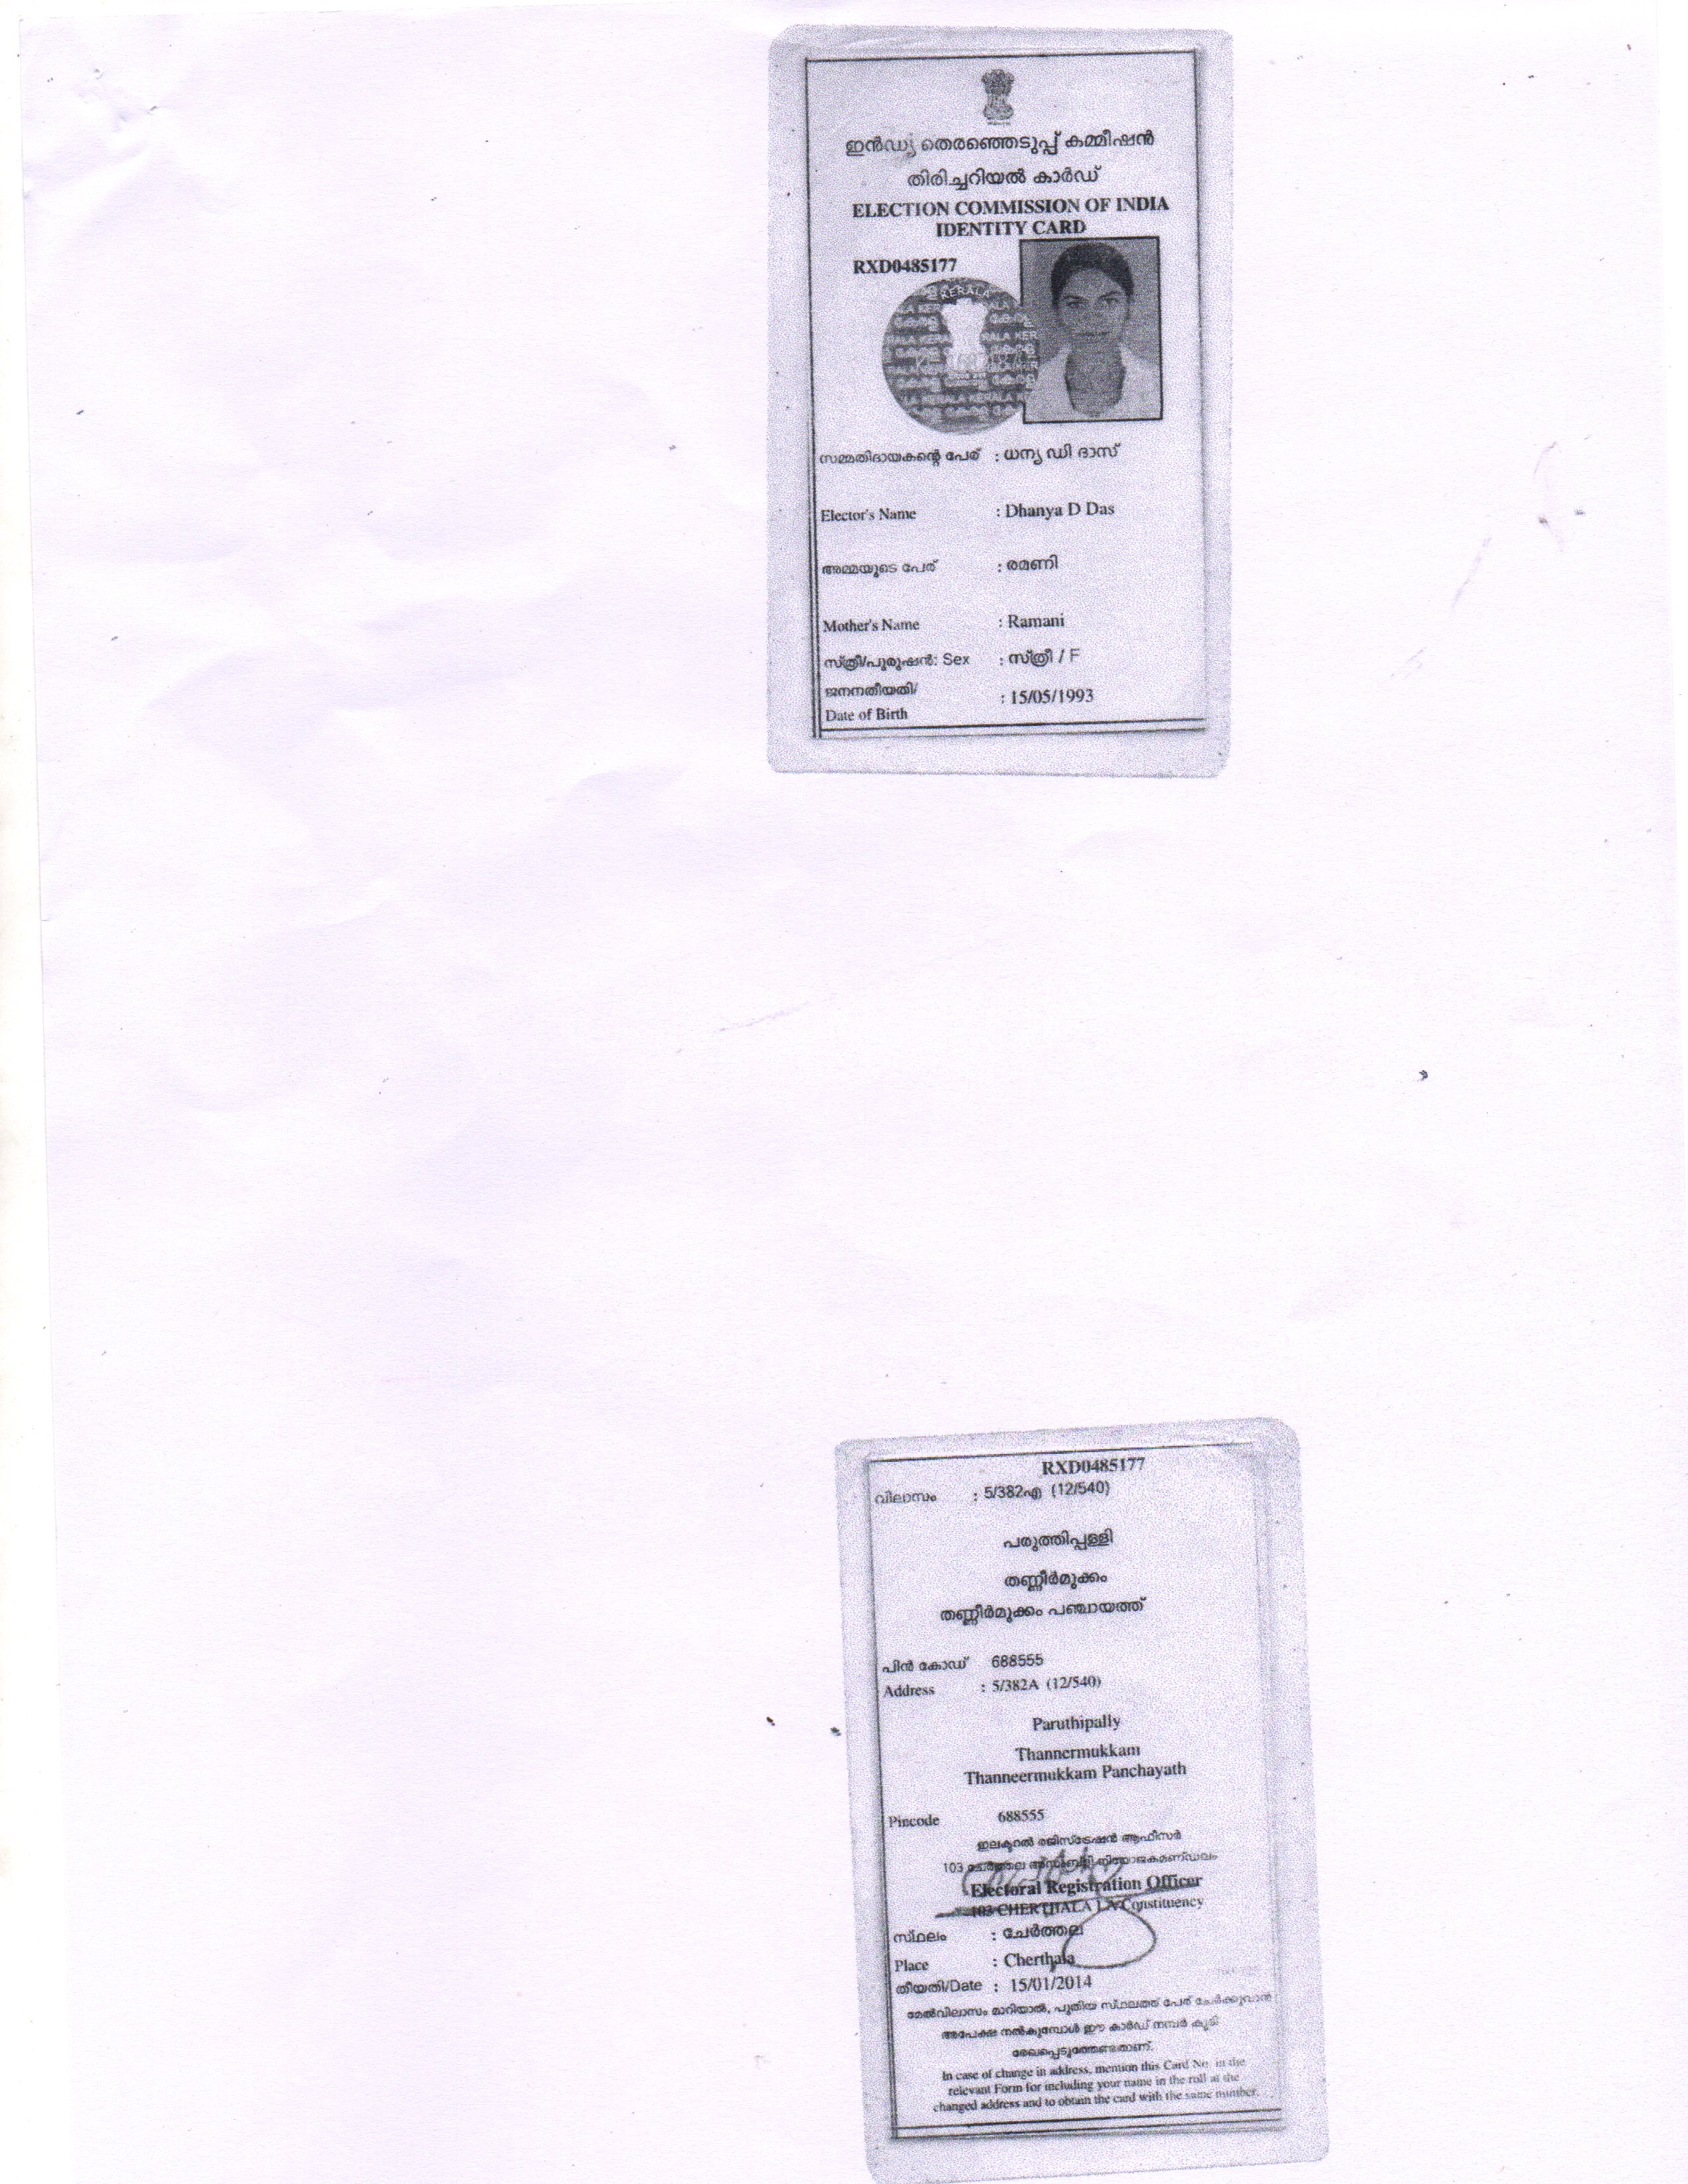 ഇൻഡ്യ തെരഞ്ഞെടുപ്പ് കമ്മീഷൻ
തിരിച്ചറിയൽ കാർഡ്
ELECTION COMMISSION OF INDIA
IDENTITY CARD
RXD0485177
KERALA
സമ്മതിദായകന്റെ പേര് : ധന്യ ഡി ദാസ്
Elector's Name : Dhanya D Das
അമ്മയുടെ പേര് : രമണി
Mother's Name : Ramani
സ്ത്രീ/പുരുഷൻ: Sex : സ്ത്രീ / F
ജനനതീയതി/
Date of Birth : 15/05/1993
RXD0485177
വിലാസം : 5/382എ (12/540)
പരുത്തിപ്പള്ളി
തണ്ണീർമുക്കം
തണ്ണീർമുക്കം പഞ്ചായത്ത്
പിൻ കോഡ് 688555
Address : 5/382A (12/540)
Paruthipally
Thannermukkam
Thanneermukkam Panchayath
Pincode 688555
ഇലക്ടറൽ രജിസ്ട്രേഷൻ ആഫീസർ
103 ചേർത്തല അസംബ്ളി നിയോജകമണ്ഡലം
Electoral Registration Officer
103 CHERTHALA LA Constituency
സ്ഥലം : ചേർത്തല
Place : Cherthala
തീയതി/Date : 15/01/2014
മേൽവിലാസം മാറിയാൽ, പുതിയ സ്ഥലത്ത് പേര് ചേർക്കുവാൻ
അപേക്ഷ നൽകുമ്പോൾ ഈ കാർഡ് നമ്പർ കൂടി
രേഖപ്പെടുത്തേണ്ടതാണ്.
In case of change in address, mention this Card No. in the
relevant Form for including your name in the roll at the
changed address and to obtain the card with the same number.